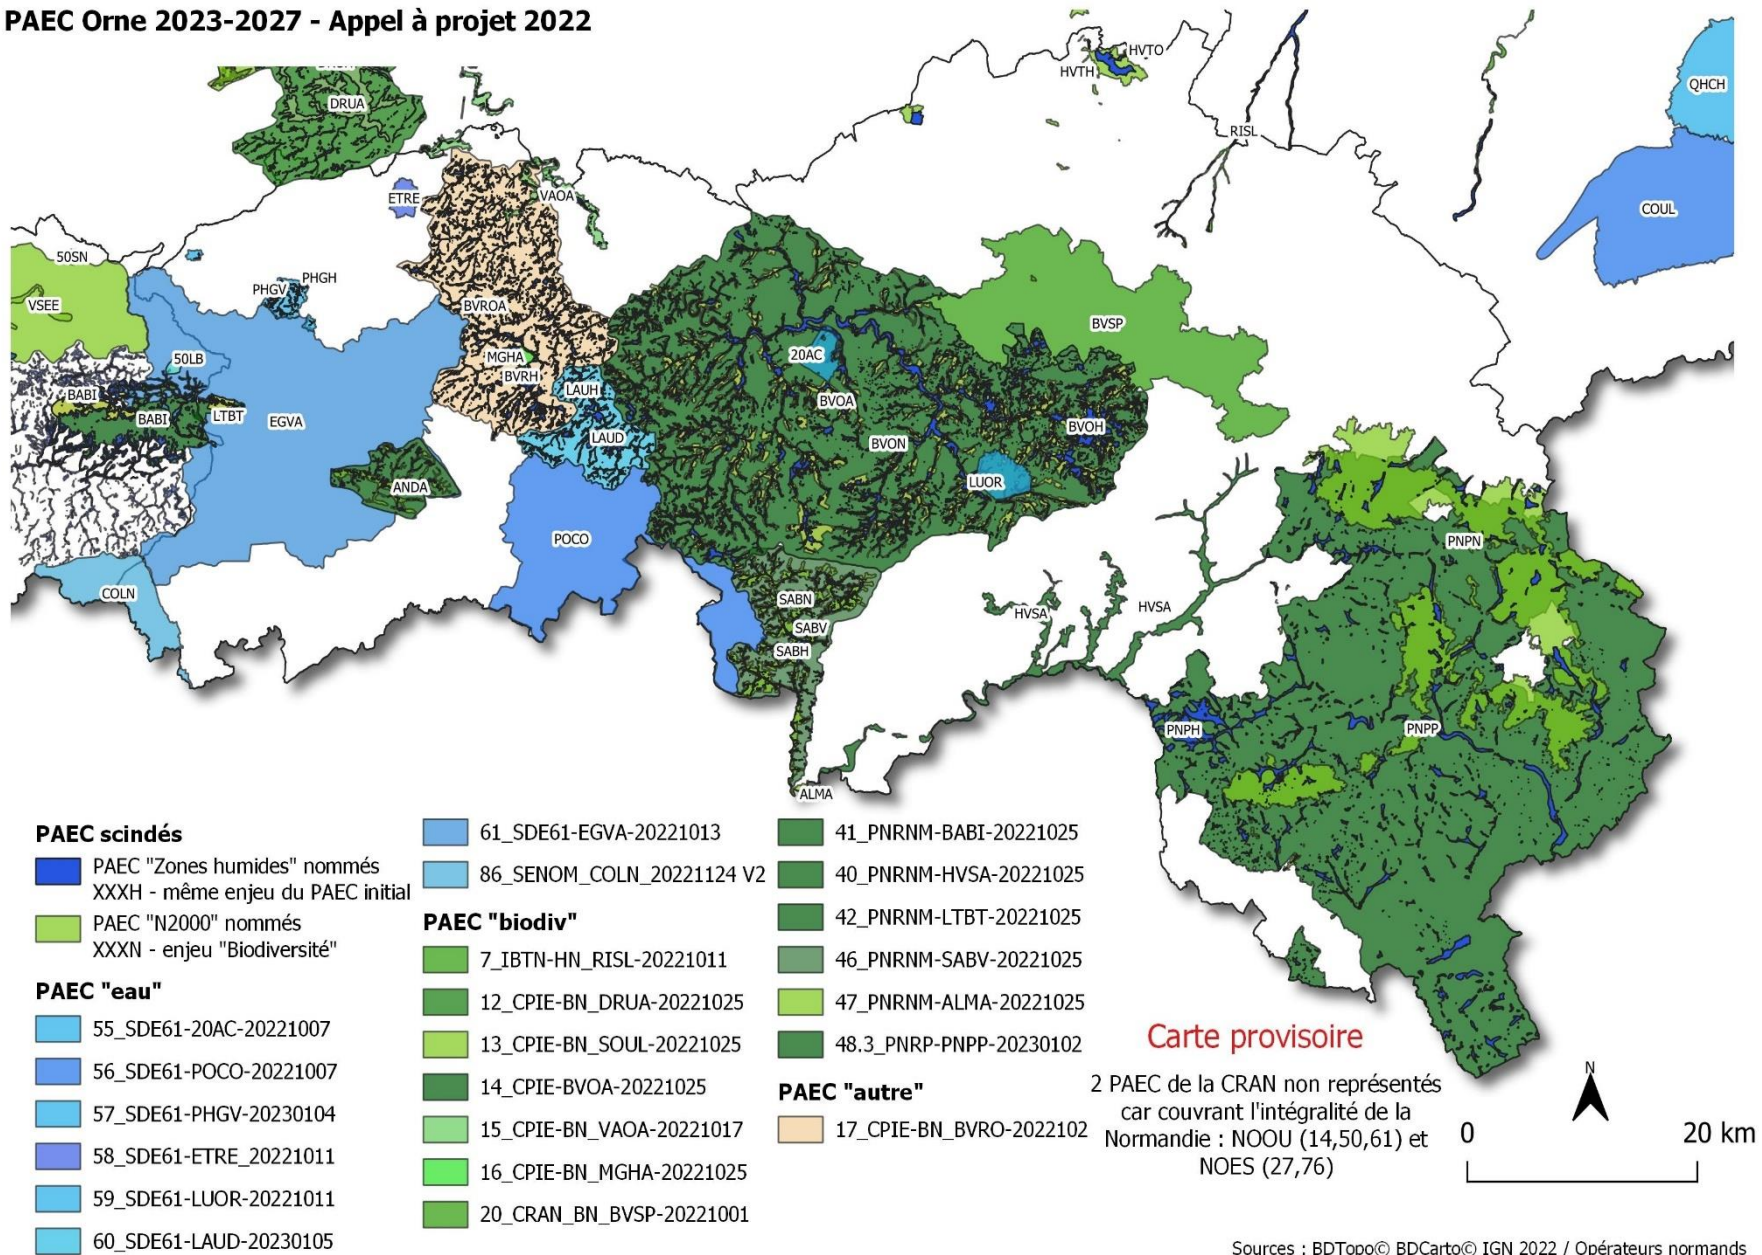 PAEC Orne 2023-2027 - Appel à projet 2022
HVTO
HVTH
QHCH
DRUA
RISL
ETRE
VAOA
COUL
50SN
PHGH
PHGV
VSEE
BVROA
BVSP
50LB
MGHA
20AC
BVRH
LAUH
BABI
BVOA
BABI
LTBT
EGVA
BVOH
LAUD
BVON
LUOR
ANDA
POCO
PNPN
COLN
SABN
HVSA
HVSA
SABV
SABH
PNPH
PNPP
ALMA
PAEC scindés
PAEC "Zones humides" nommés
XXXH - même enjeu du PAEC initial
PAEC "N2000" nommés
XXXN - enjeu "Biodiversité"
PAEC "eau"
55_SDE61-20AC-20221007
56_SDE61-POCO-20221007
57_SDE61-PHGV-20230104
58_SDE61-ETRE_20221011
59_SDE61-LUOR-20221011
60_SDE61-LAUD-20230105
61_SDE61-EGVA-20221013
86_SENOM_COLN_20221124 V2
PAEC "biodiv"
7_IBTN-HN_RISL-20221011
12_CPIE-BN_DRUA-20221025
13_CPIE-BN_SOUL-20221025
14_CPIE-BVOA-20221025
15_CPIE-BN_VAOA-20221017
16_CPIE-BN_MGHA-20221025
20_CRAN_BN_BVSP-20221001
41_PNRNM-BABI-20221025
40_PNRNM-HVSA-20221025
42_PNRNM-LTBT-20221025
46_PNRNM-SABV-20221025
47_PNRNM-ALMA-20221025
48.3_PNRP-PNPP-20230102
PAEC "autre"
17_CPIE-BN_BVRO-2022102
Carte provisoire
2 PAEC de la CRAN non représentés
car couvrant l'intégralité de la
Normandie : NOOU (14,50,61) et
NOES (27,76)
N
0 20 km
Sources : BDTopo© BDCarto© IGN 2022 / Opérateurs normands